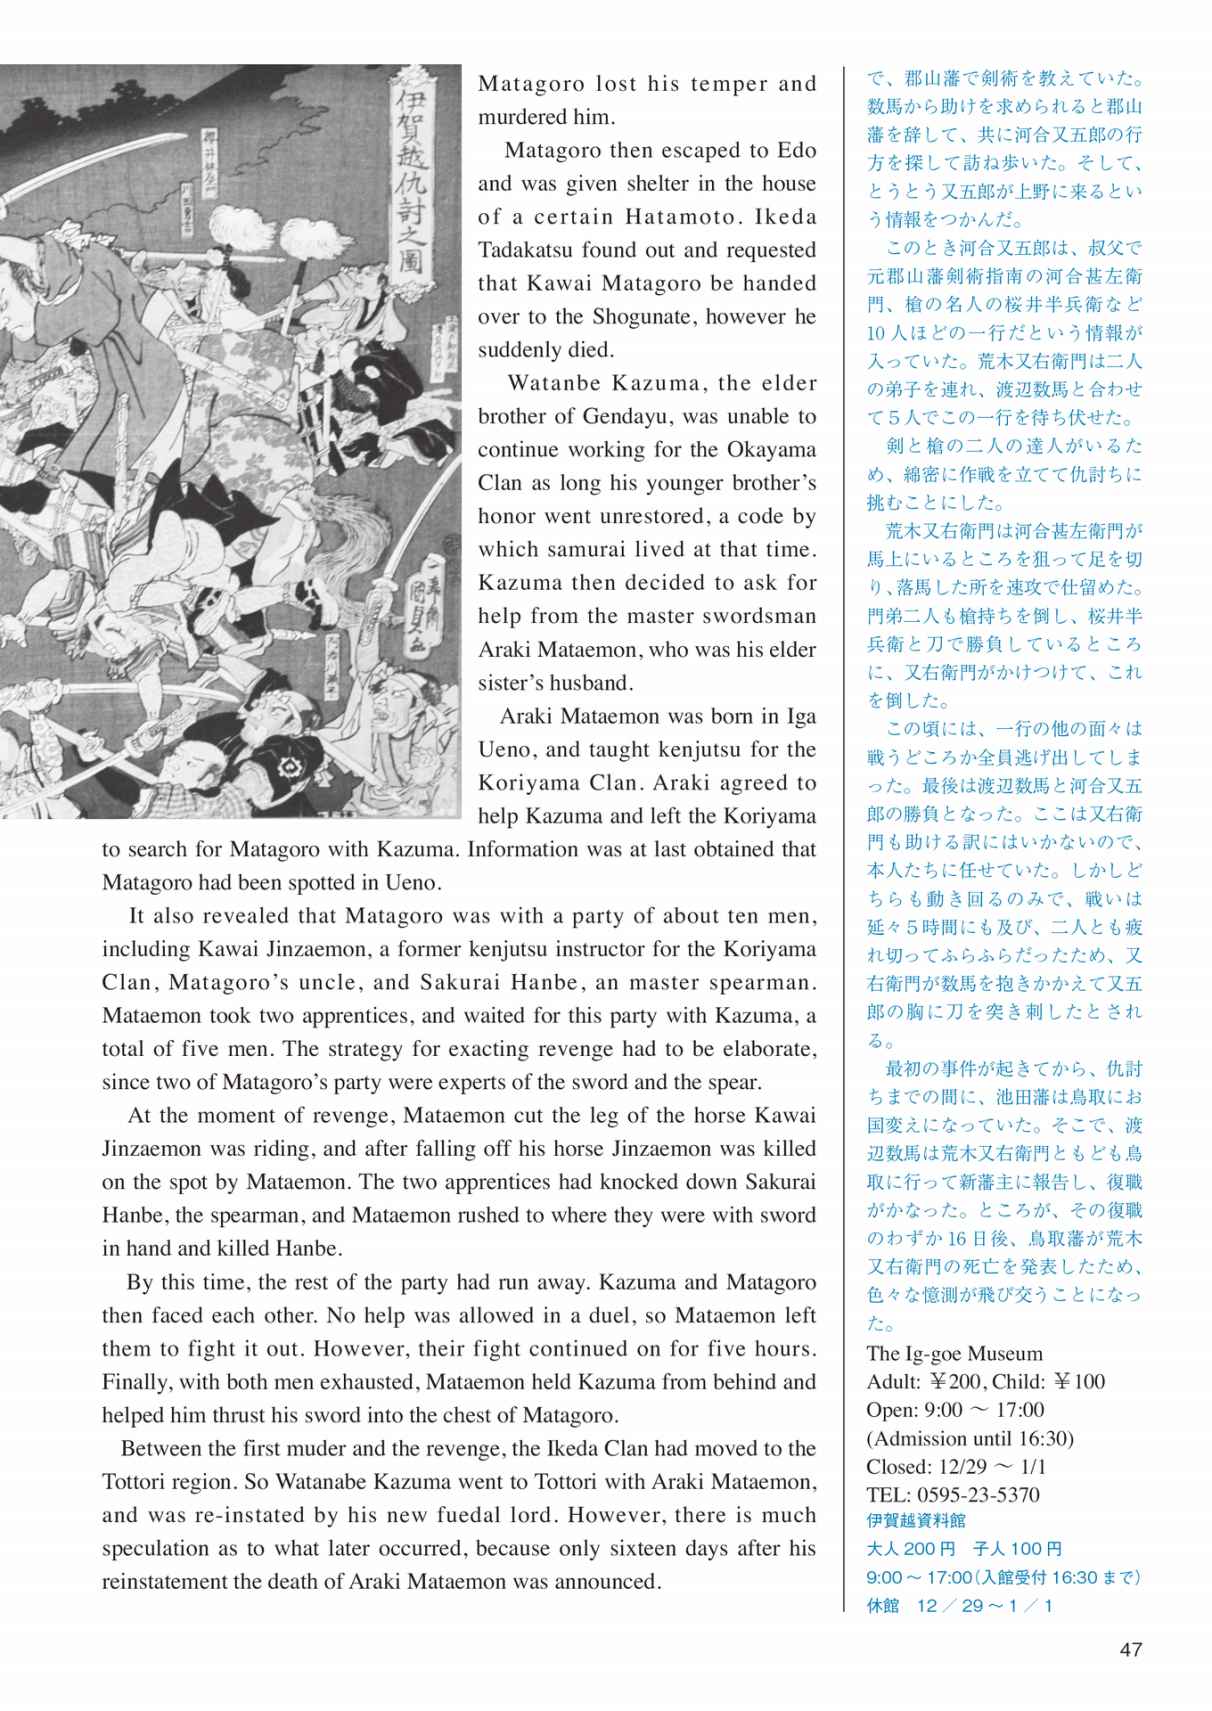 伊賀越仇討之圖
櫻井
一壽齋
國貞画
Matagoro lost his temper and
murdered him.
Matagoro then escaped to Edo
and was given shelter in the house
of a certain Hatamoto. Ikeda
Tadakatsu found out and requested
that Kawai Matagoro be handed
over to the Shogunate, however he
suddenly died.
Watanbe Kazuma, the elder
brother of Gendayu, was unable to
continue working for the Okayama
Clan as long his younger brother’s
honor went unrestored, a code by
which samurai lived at that time.
Kazuma then decided to ask for
help from the master swordsman
Araki Mataemon, who was his elder
sister’s husband.
Araki Mataemon was born in Iga
Ueno, and taught kenjutsu for the
Koriyama Clan. Araki agreed to
help Kazuma and left the Koriyama
to search for Matagoro with Kazuma. Information was at last obtained that
Matagoro had been spotted in Ueno.
It also revealed that Matagoro was with a party of about ten men,
including Kawai Jinzaemon, a former kenjutsu instructor for the Koriyama
Clan, Matagoro’s uncle, and Sakurai Hanbe, an master spearman.
Mataemon took two apprentices, and waited for this party with Kazuma, a
total of five men. The strategy for exacting revenge had to be elaborate,
since two of Matagoro’s party were experts of the sword and the spear.
At the moment of revenge, Mataemon cut the leg of the horse Kawai
Jinzaemon was riding, and after falling off his horse Jinzaemon was killed
on the spot by Mataemon. The two apprentices had knocked down Sakurai
Hanbe, the spearman, and Mataemon rushed to where they were with sword
in hand and killed Hanbe.
By this time, the rest of the party had run away. Kazuma and Matagoro
then faced each other. No help was allowed in a duel, so Mataemon left
them to fight it out. However, their fight continued on for five hours.
Finally, with both men exhausted, Mataemon held Kazuma from behind and
helped him thrust his sword into the chest of Matagoro.
Between the first muder and the revenge, the Ikeda Clan had moved to the
Tottori region. So Watanabe Kazuma went to Tottori with Araki Mataemon,
and was re-instated by his new fuedal lord. However, there is much
speculation as to what later occurred, because only sixteen days after his
reinstatement the death of Araki Mataemon was announced.
で、郡山藩で剣術を教えていた。
数馬から助けを求められると郡山
藩を辞して、共に河合又五郎の行
方を探して訪ね歩いた。そして、
とうとう又五郎が上野に来るとい
う情報をつかんだ。
このとき河合又五郎は、叔父で
元郡山藩剣術指南の河合甚左衛
門、槍の名人の桜井半兵衛など
10 人ほどの一行だという情報が
入っていた。荒木又右衛門は二人
の弟子を連れ、渡辺数馬と合わせ
て５人でこの一行を待ち伏せた。
剣と槍の二人の達人がいるた
め、綿密に作戦を立てて仇討ちに
挑むことにした。
荒木又右衛門は河合甚左衛門が
馬上にいるところを狙って足を切
り、落馬した所を速攻で仕留めた。
門弟二人も槍持ちを倒し、桜井半
兵衛と刀で勝負しているところ
に、又右衛門がかけつけて、これ
を倒した。
この頃には、一行の他の面々は
戦うどころか全員逃げ出してしま
った。最後は渡辺数馬と河合又五
郎の勝負となった。ここは又右衛
門も助ける訳にはいかないので、
本人たちに任せていた。しかしど
ちらも動き回るのみで、戦いは
延々５時間にも及び、二人とも疲
れ切ってふらふらだったため、又
右衛門が数馬を抱きかかえて又五
郎の胸に刀を突き刺したとされ
る。
最初の事件が起きてから、仇討
ちまでの間に、池田藩は鳥取にお
国変えになっていた。そこで、渡
辺数馬は荒木又右衛門ともども鳥
取に行って新藩主に報告し、復職
がかなった。ところが、その復職
のわずか 16 日後、鳥取藩が荒木
又右衛門の死亡を発表したため、
色々な憶測が飛び交うことになっ
た。
The Ig-goe Museum
Adult: ￥200, Child: ￥100
Open: 9:00 ～ 17:00
(Admission until 16:30)
Closed: 12/29 ～ 1/1
TEL: 0595-23-5370
伊賀越資料館
大人 200 円　子人 100 円
9:00 ～ 17:00（入館受付 16:30 まで）
休館　12 ／ 29 ～ 1 ／ 1
47